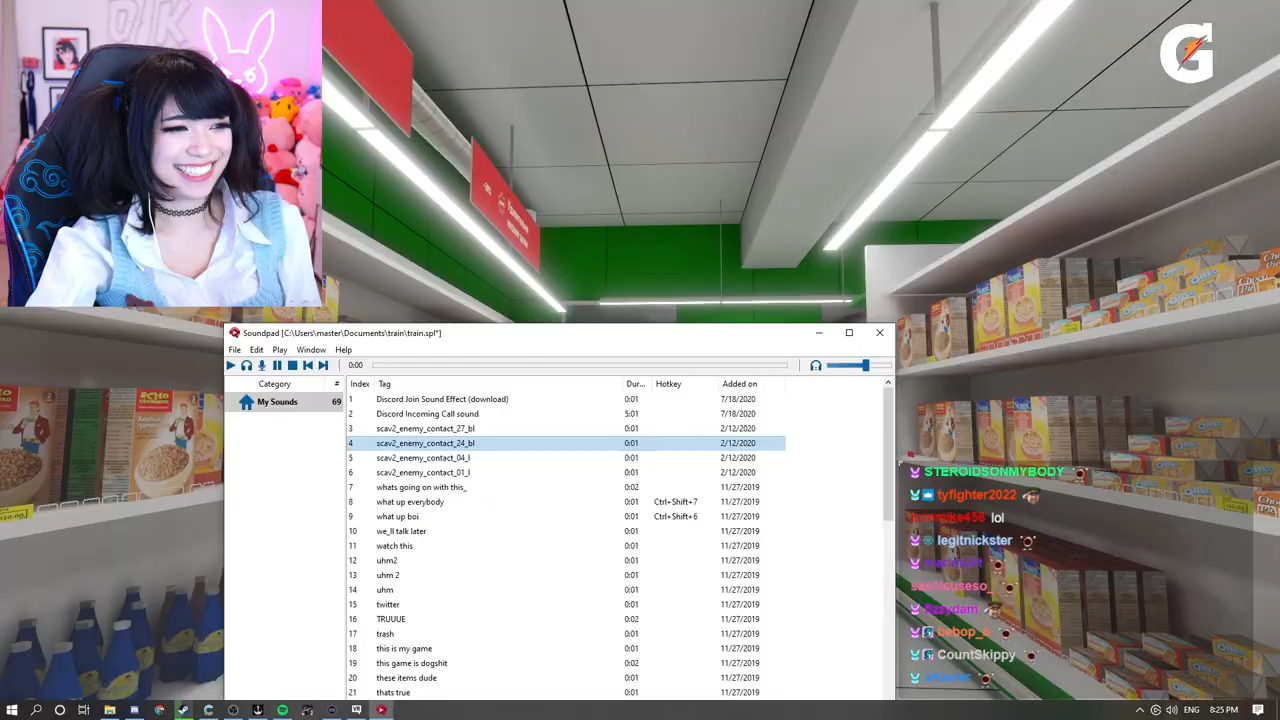 G
Soundpad [C:\Users\master\Documents\train\train.spl*]
File Edit Play Window Help
0:00
Category #
My Sounds 69
Index Tag Dur... Hotkey Added on
1 Discord Join Sound Effect (download) 0:01 7/18/2020
2 Discord Incoming Call sound 5:01 7/18/2020
3 scav2_enemy_contact_27_bl 0:01 2/12/2020
4 scav2_enemy_contact_24_bl 0:01 2/12/2020
5 scav2_enemy_contact_04_l 0:01 2/12/2020
6 scav2_enemy_contact_01_l 0:01 2/12/2020
7 whats going on with this_ 0:02 11/27/2019
8 what up everybody 0:01 Ctrl+Shift+7 11/27/2019
9 what up boi 0:01 Ctrl+Shift+6 11/27/2019
10 we_ll talk later 0:01 11/27/2019
11 watch this 0:01 11/27/2019
12 uhm2 0:01 11/27/2019
13 uhm 2 0:01 11/27/2019
14 uhm 0:01 11/27/2019
15 twitter 0:01 11/27/2019
16 TRUUUE 0:02 11/27/2019
17 trash 0:01 11/27/2019
18 this is my game 0:01 11/27/2019
19 this game is dogshit 0:02 11/27/2019
20 these items dude 0:01 11/27/2019
21 thats true 0:01 11/27/2019
STEROIDSONMYBODY
tyfighter2022
lol
legitnickster
fizzydam
CountSkippy
ENG 8:25 PM